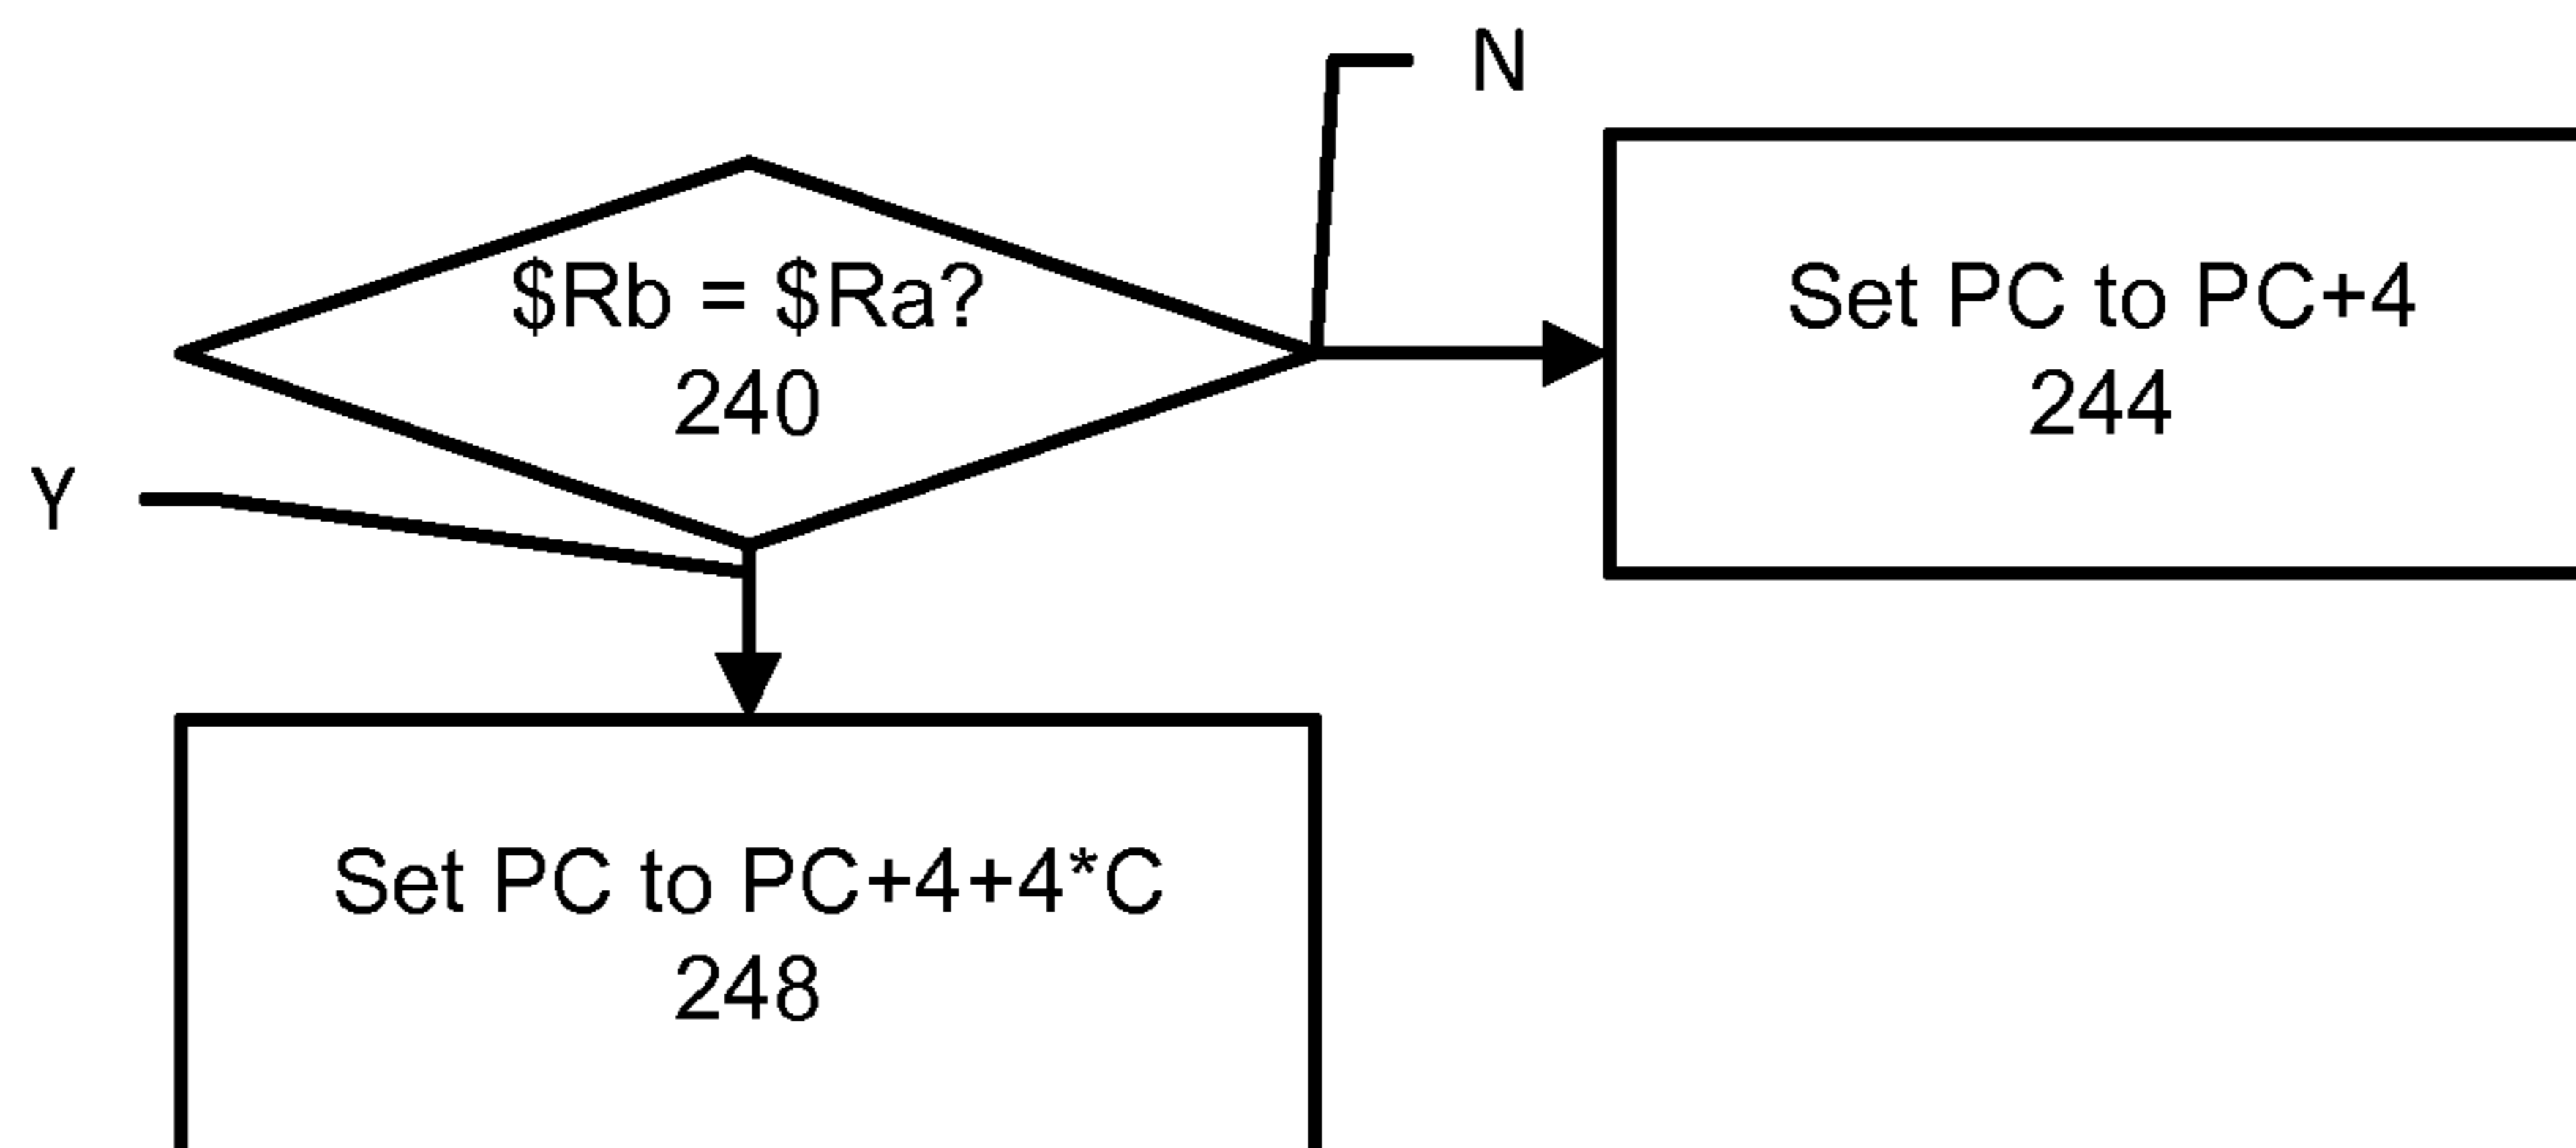 N
$Rb = $Ra?
240
Set PC to PC+4
244
Y
Set PC to PC+4+4*C
248